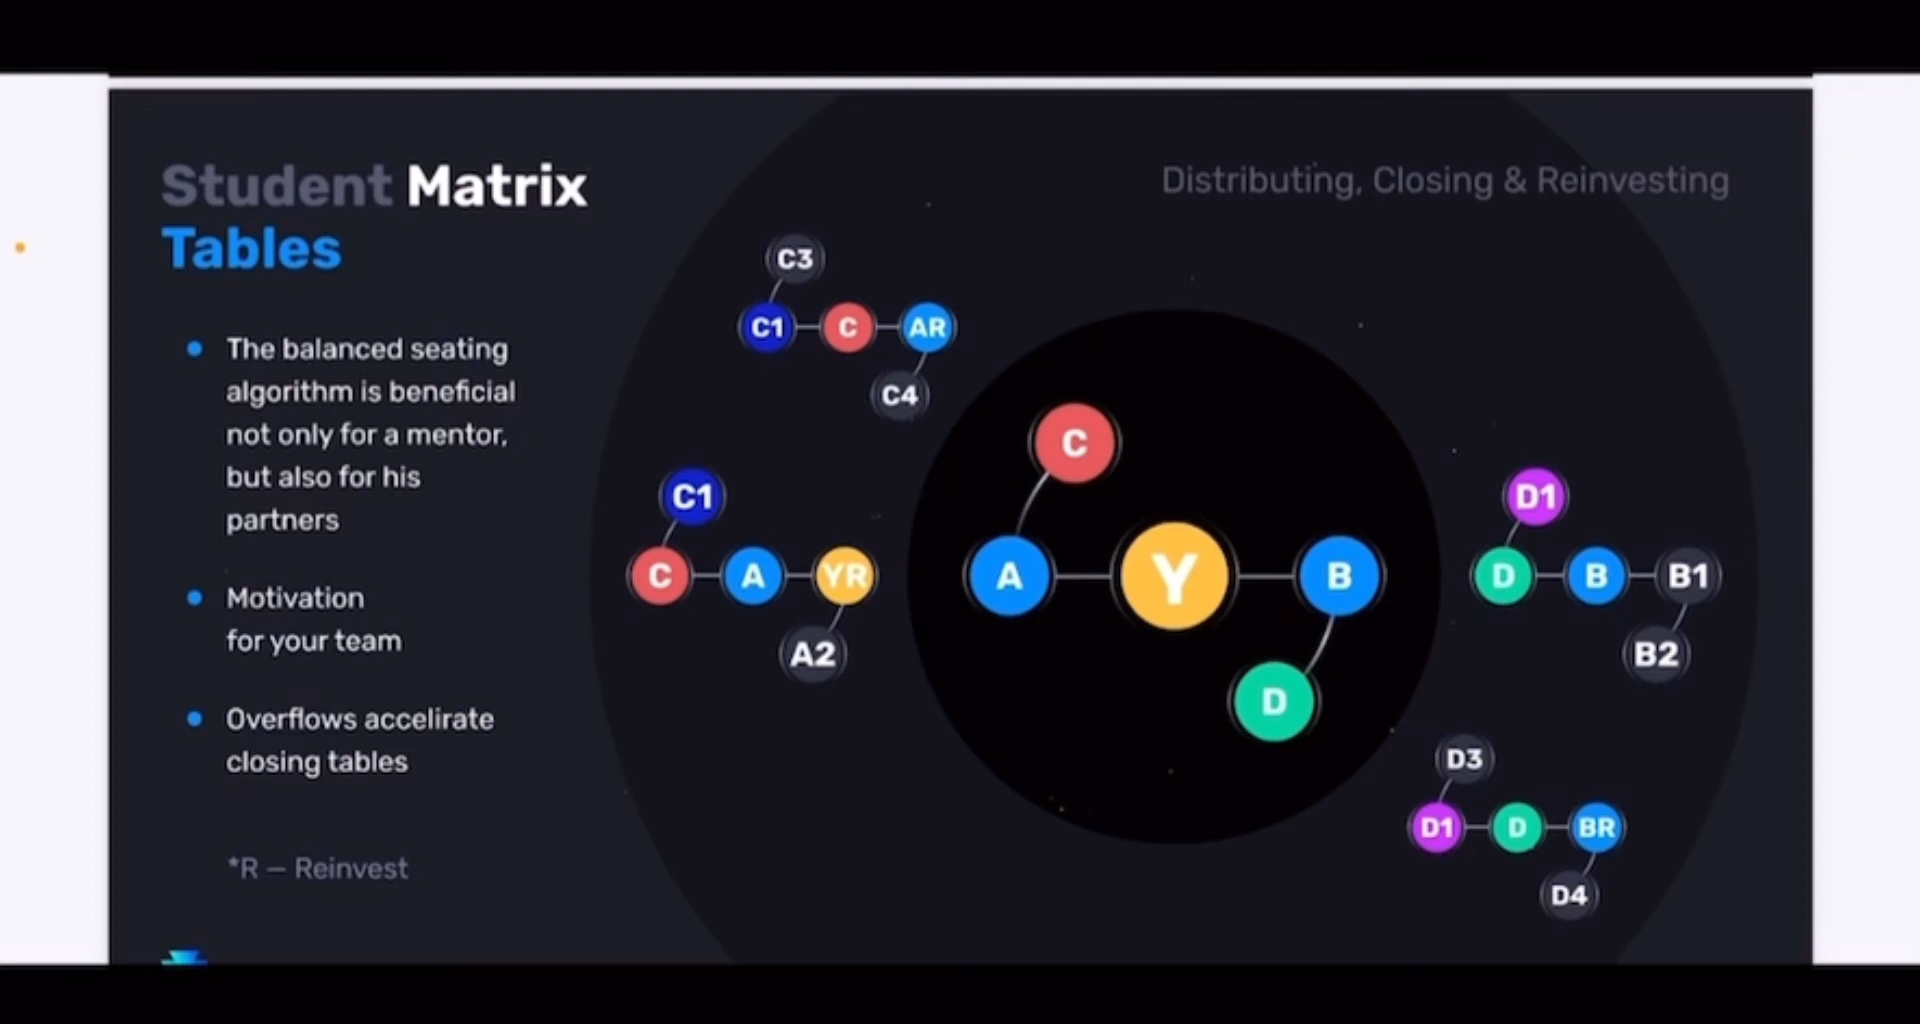 Student Matrix
Tables
Distributing, Closing & Reinvesting
The balanced seating
algorithm is beneficial
not only for a mentor,
but also for his
partners
Motivation
for your team
Overflows accelirate
closing tables
*R — Reinvest
C3
C1 C AR
C4
C1
C A YR
A2
C
A Y B
D
D1
D B B1
B2
D3
D1 D BR
D4